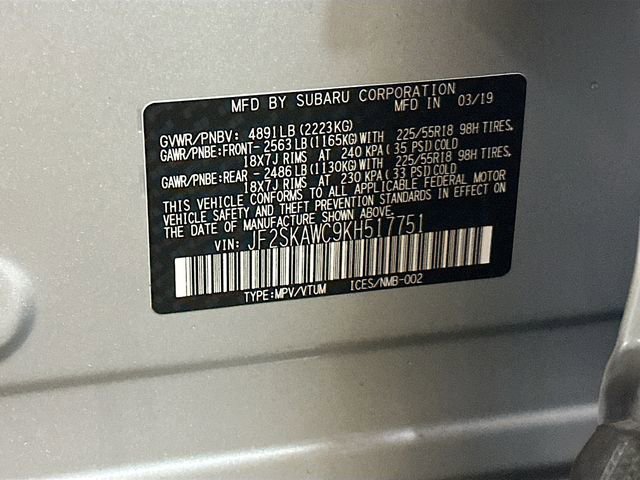 MFD BY SUBARU CORPORATION
MFD IN 03/19
GVWR/PNBV: 4891LB (2223KG)
GAWR/PNBE:FRONT- 2563LB (1165KG) WITH 225/55R18 98H TIRES,
18X7J RIMS AT 240 KPA (35 PSI) COLD
GAWR/PNBE:REAR - 2486LB (1130KG) WITH 225/55R18 98H TIRES,
18X7J RIMS AT 230 KPA (33 PSI) COLD
THIS VEHICLE CONFORMS TO ALL APPLICABLE FEDERAL MOTOR
VEHICLE SAFETY AND THEFT PREVENTION STANDARDS IN EFFECT ON
THE DATE OF MANUFACTURE SHOWN ABOVE.
VIN: JF2SKAWC9KH517751
TYPE:MPV/VTUM ICES/NMB-002